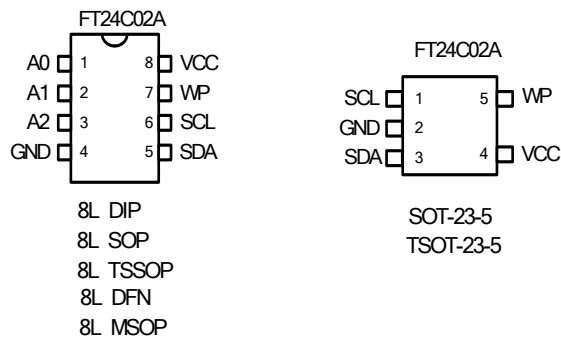 FT24C02A
A0 1 8 VCC
A1 2 7 WP
A2 3 6 SCL
GND 4 5 SDA
8L DIP
8L SOP
8L TSSOP
8L DFN
8L MSOP
FT24C02A
SCL 1 5 WP
GND 2
SDA 3 4 VCC
SOT-23-5
TSOT-23-5